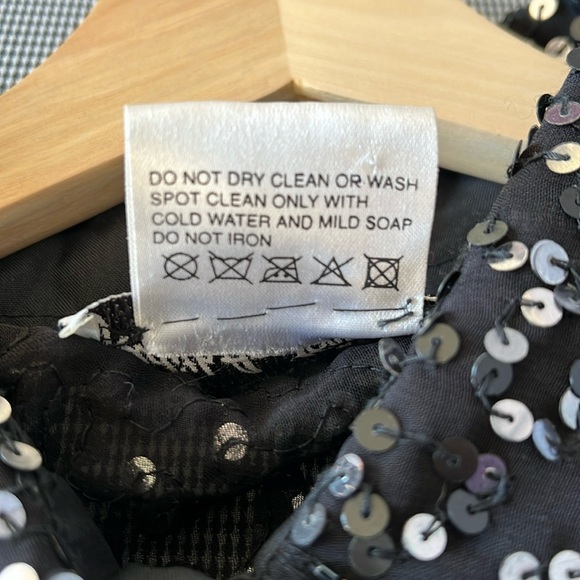 DO NOT DRY CLEAN OR WASH
SPOT CLEAN ONLY WITH
COLD WATER AND MILD SOAP
DO NOT IRON